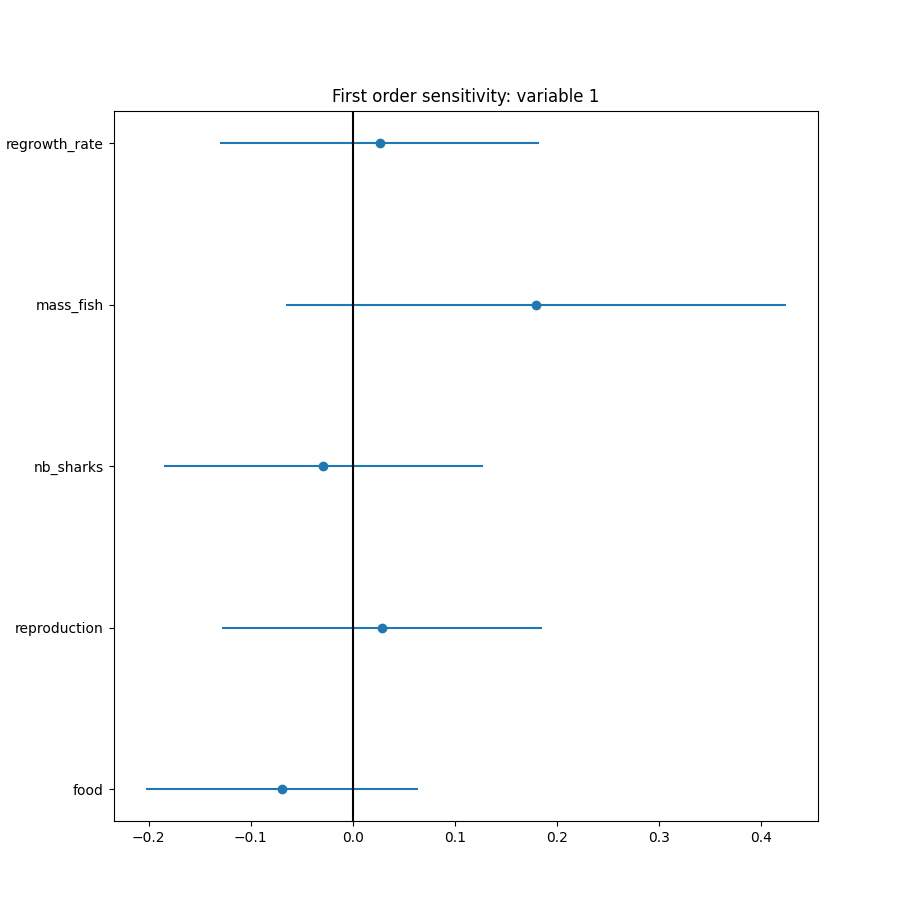 First order sensitivity: variable 1
regrowth_rate
mass_fish
nb_sharks
reproduction
food
−0.2 −0.1 0.0 0.1 0.2 0.3 0.4